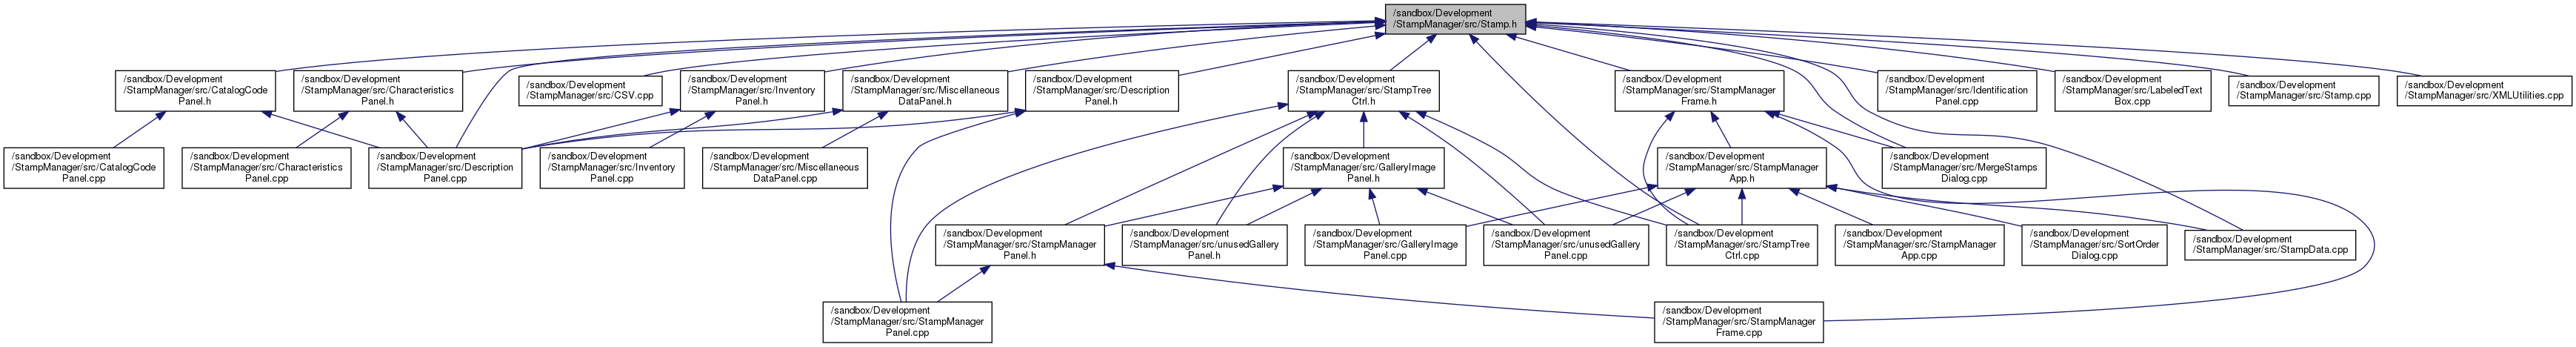 /sandbox/Development
/StampManager/src/Stamp.h
/sandbox/Development
/StampManager/src/CatalogCode
Panel.h
/sandbox/Development
/StampManager/src/Characteristics
Panel.h
/sandbox/Development
/StampManager/src/CSV.cpp
/sandbox/Development
/StampManager/src/Inventory
Panel.h
/sandbox/Development
/StampManager/src/Miscellaneous
DataPanel.h
/sandbox/Development
/StampManager/src/Description
Panel.h
/sandbox/Development
/StampManager/src/StampTree
Ctrl.h
/sandbox/Development
/StampManager/src/StampManager
Frame.h
/sandbox/Development
/StampManager/src/Identification
Panel.cpp
/sandbox/Development
/StampManager/src/LabeledText
Box.cpp
/sandbox/Development
/StampManager/src/Stamp.cpp
/sandbox/Development
/StampManager/src/XMLUtilities.cpp
/sandbox/Development
/StampManager/src/CatalogCode
Panel.cpp
/sandbox/Development
/StampManager/src/Characteristics
Panel.cpp
/sandbox/Development
/StampManager/src/Description
Panel.cpp
/sandbox/Development
/StampManager/src/Inventory
Panel.cpp
/sandbox/Development
/StampManager/src/Miscellaneous
DataPanel.cpp
/sandbox/Development
/StampManager/src/GalleryImage
Panel.h
/sandbox/Development
/StampManager/src/StampManager
App.h
/sandbox/Development
/StampManager/src/MergeStamps
Dialog.cpp
/sandbox/Development
/StampManager/src/StampManager
Panel.h
/sandbox/Development
/StampManager/src/unusedGallery
Panel.h
/sandbox/Development
/StampManager/src/GalleryImage
Panel.cpp
/sandbox/Development
/StampManager/src/unusedGallery
Panel.cpp
/sandbox/Development
/StampManager/src/StampTree
Ctrl.cpp
/sandbox/Development
/StampManager/src/StampManager
App.cpp
/sandbox/Development
/StampManager/src/SortOrder
Dialog.cpp
/sandbox/Development
/StampManager/src/StampData.cpp
/sandbox/Development
/StampManager/src/StampManager
Panel.cpp
/sandbox/Development
/StampManager/src/StampManager
Frame.cpp